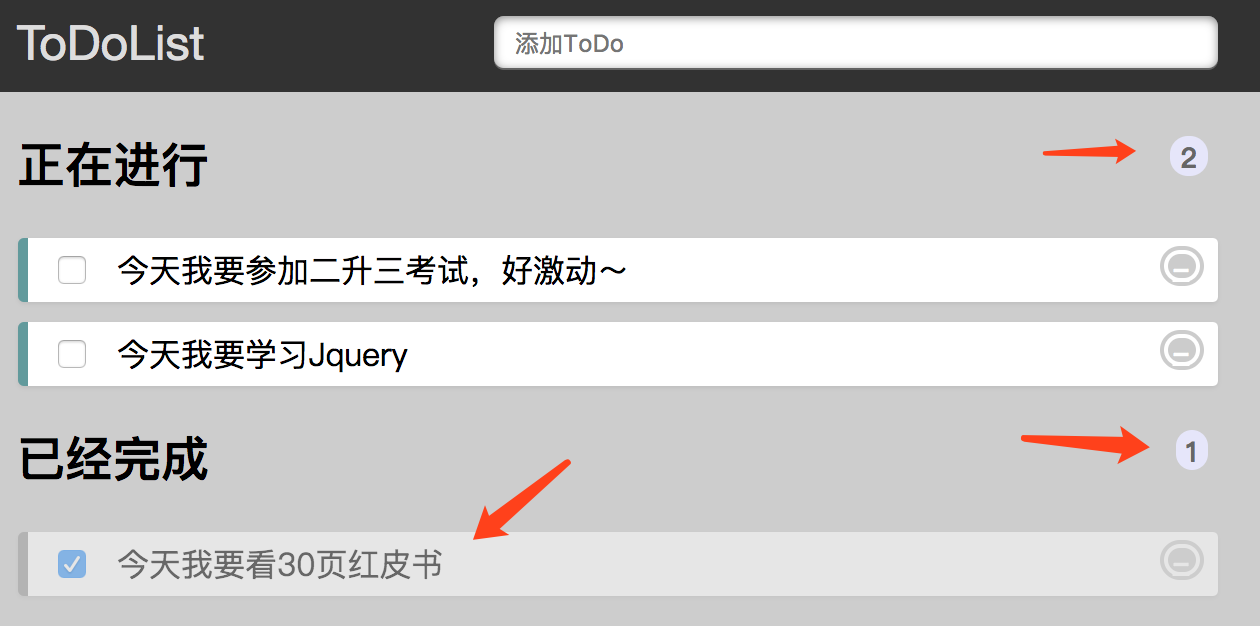 ToDoList
添加ToDo
正在进行
2
今天我要参加二升三考试，好激动～
今天我要学习Jquery
已经完成
1
今天我要看30页红皮书